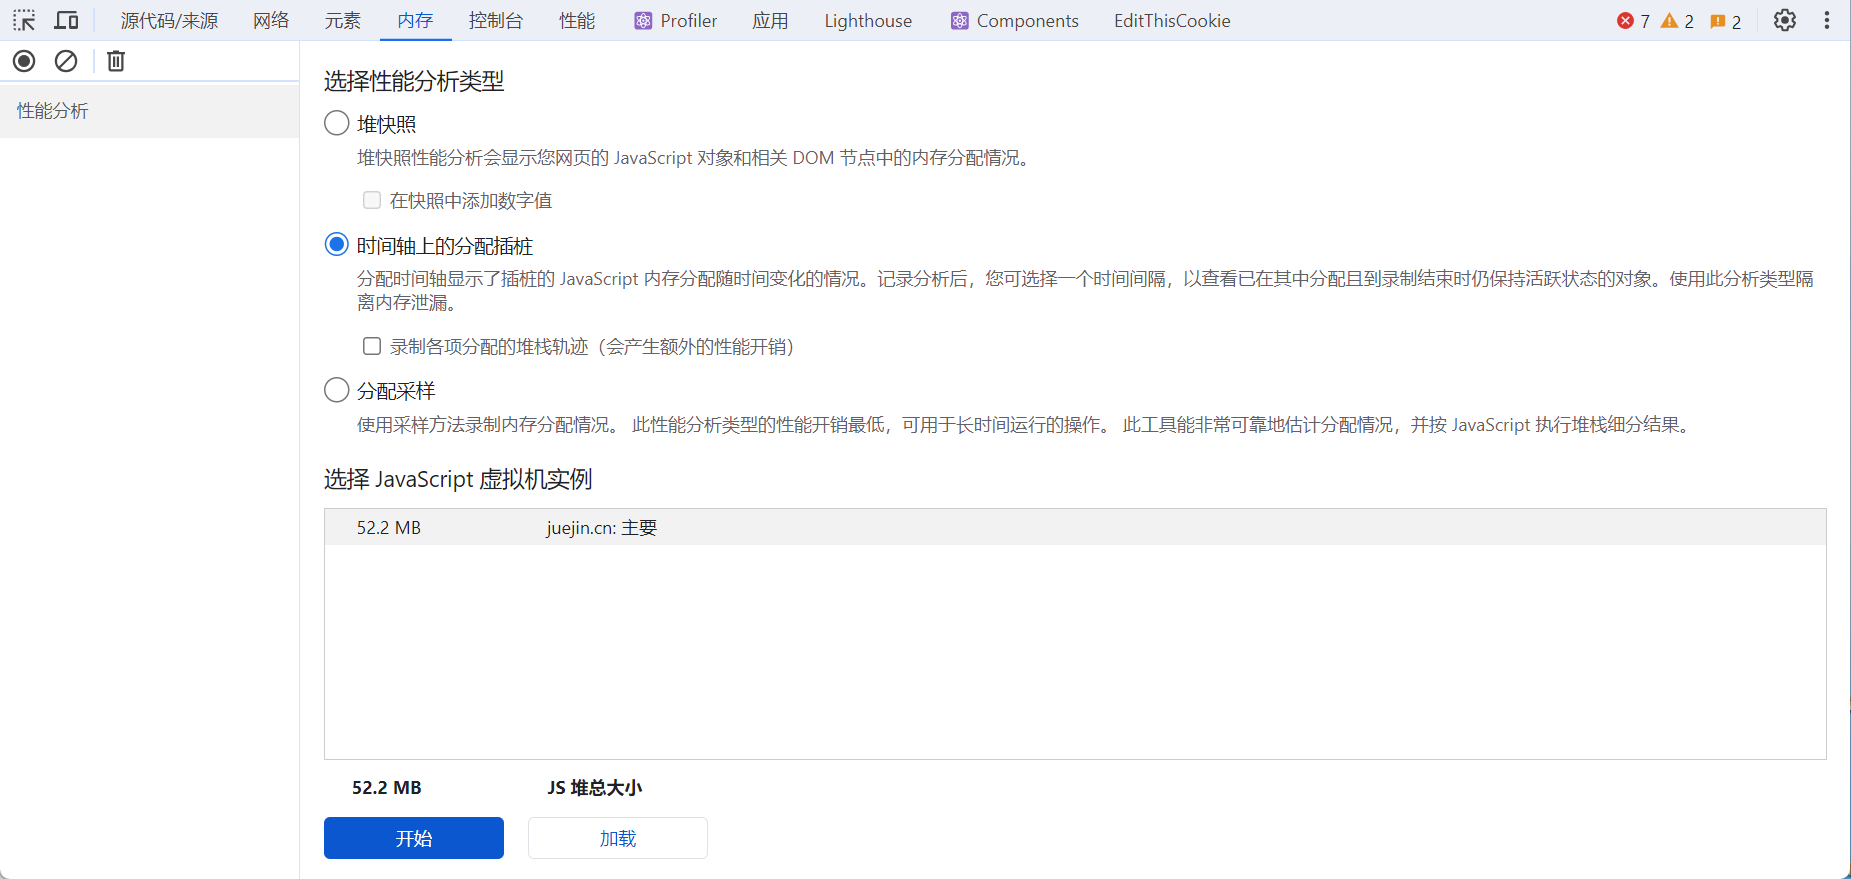 源代码/来源 网络 元素 内存 控制台 性能 Profiler 应用 Lighthouse Components EditThisCookie 7 2 2
性能分析
选择性能分析类型
堆快照
堆快照性能分析会显示您网页的 JavaScript 对象和相关 DOM 节点中的内存分配情况。
在快照中添加数字值
时间轴上的分配插桩
分配时间轴显示了插桩的 JavaScript 内存分配随时间变化的情况。记录分析后，您可选择一个时间间隔，以查看已在其中分配且到录制结束时仍保持活跃状态的对象。使用此分析类型隔
离内存泄漏。
录制各项分配的堆栈轨迹（会产生额外的性能开销）
分配采样
使用采样方法录制内存分配情况。 此性能分析类型的性能开销最低，可用于长时间运行的操作。 此工具能非常可靠地估计分配情况，并按 JavaScript 执行堆栈细分结果。
选择 JavaScript 虚拟机实例
52.2 MB juejin.cn: 主要
52.2 MB JS 堆总大小
开始 加载